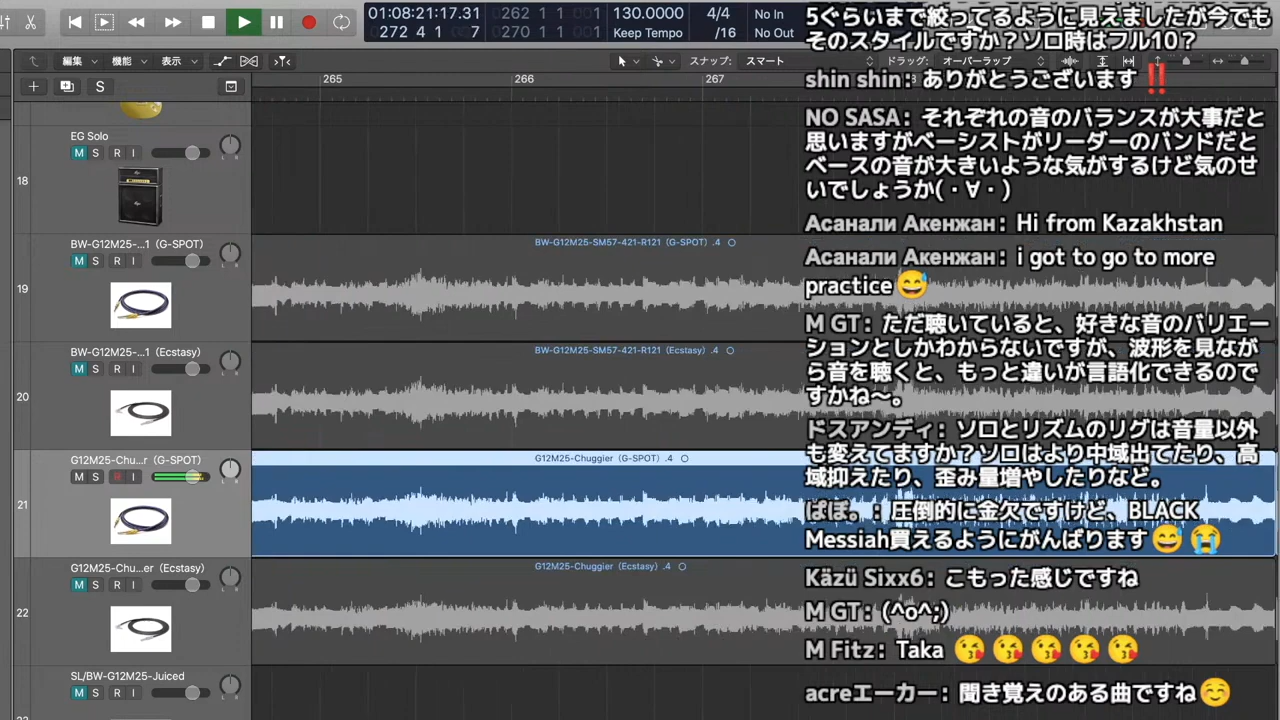 01:08:21:17.31
0262 1 1 001
130.0000
4/4
No In
0272 4 1 7
0270 1 1 001
Keep Tempo
/16
No Out
編集
機能
表示
スナップ:
スマート
ドラッグ:
オーバーラップ
S
265
266
267
EG Solo
M S R I
18
BW-G12M25-...1（G-SPOT）
M S R I
19
BW-G12M25-SM57-421-R121（G-SPOT）.4
BW-G12M25-...1（Ecstasy）
M S R I
20
BW-G12M25-SM57-421-R121（Ecstasy）.4
G12M25-Chu...r（G-SPOT）
M S R I
21
G12M25-Chuggier（G-SPOT）.4
G12M25-Chu...er（Ecstasy）
M S R I
22
G12M25-Chuggier（Ecstasy）.4
SL/BW-G12M25-Juiced
M S R I
5ぐらいまで絞ってるように見えましたが今でも
そのスタイルですか？ソロ時はフル10？
shin shin: ありがとうございます‼️
NO SASA: それぞれの音のバランスが大事だと
思いますがベーシストがリーダーのバンドだと
ベースの音が大きいような気がするけど気のせ
いでしょうか(・∀・)
Асанали Акенжан: Hi from Kazakhstan
Асанали Акенжан: i got to go to more
practice😅
M GT: ただ聴いていると、好きな音のバリエー
ションとしかわからないですが、波形を見なが
ら音を聴くと、もっと違いが言語化できるので
すかね〜。
ドスアンディ: ソロとリズムのリグは音量以外
も変えてますか？ソロはより中域出てたり、高
域抑えたり、歪み量増やしたりなど。
ぱぽ。: 圧倒的に金欠ですけど、BLACK
Messiah買えるようにがんばります😅😭
Käzü Sixx6: こもった感じですね
M GT: (^o^;)
M Fitz: Taka 😘😘😘😘😘
acreエーカー: 聞き覚えのある曲ですね☺️